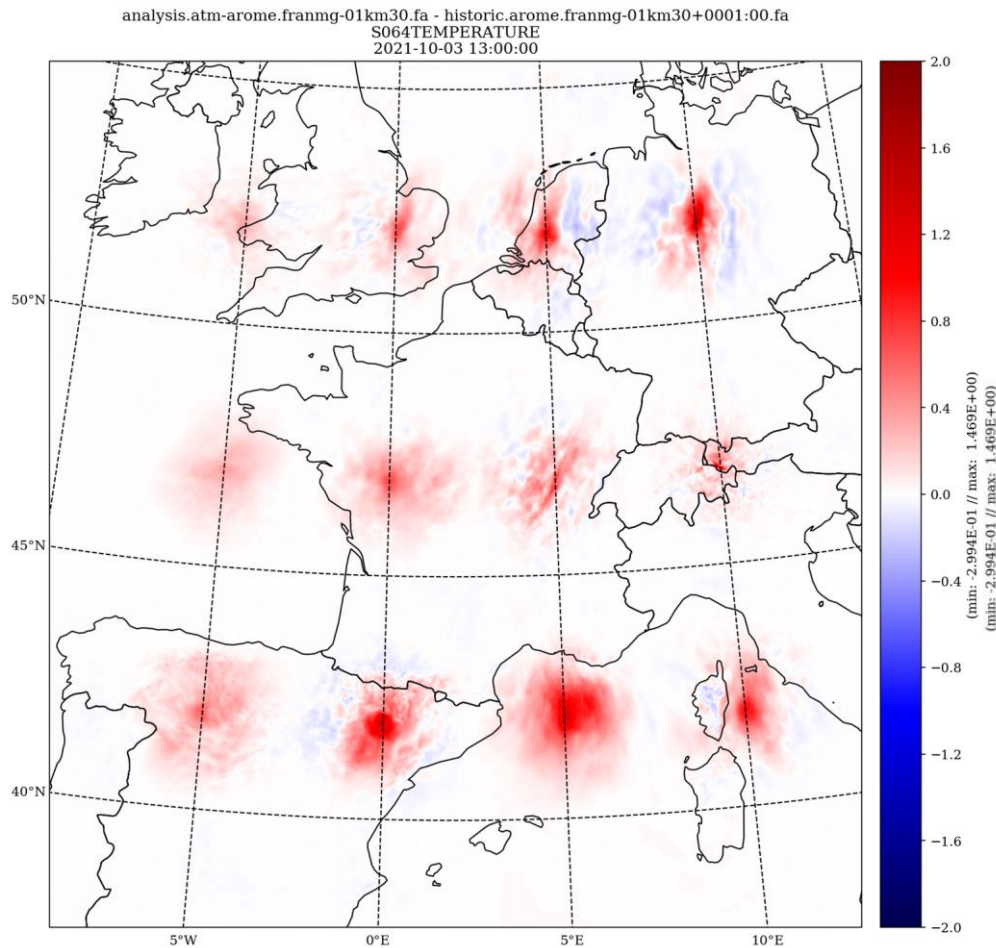 analysis.atm-arome.franmg-01km30.fa - historic.arome.franmg-01km30+0001:00.fa
S064TEMPERATURE
2021-10-03 13:00:00
2.0
1.6
1.2
0.8
0.4
0.0
−0.4
−0.8
−1.2
−1.6
−2.0
(min: -2.994E-01 // max: 1.469E+00)
(min: -2.994E-01 // max: 1.469E+00)
50°N
45°N
40°N
5°W
0°E
5°E
10°E